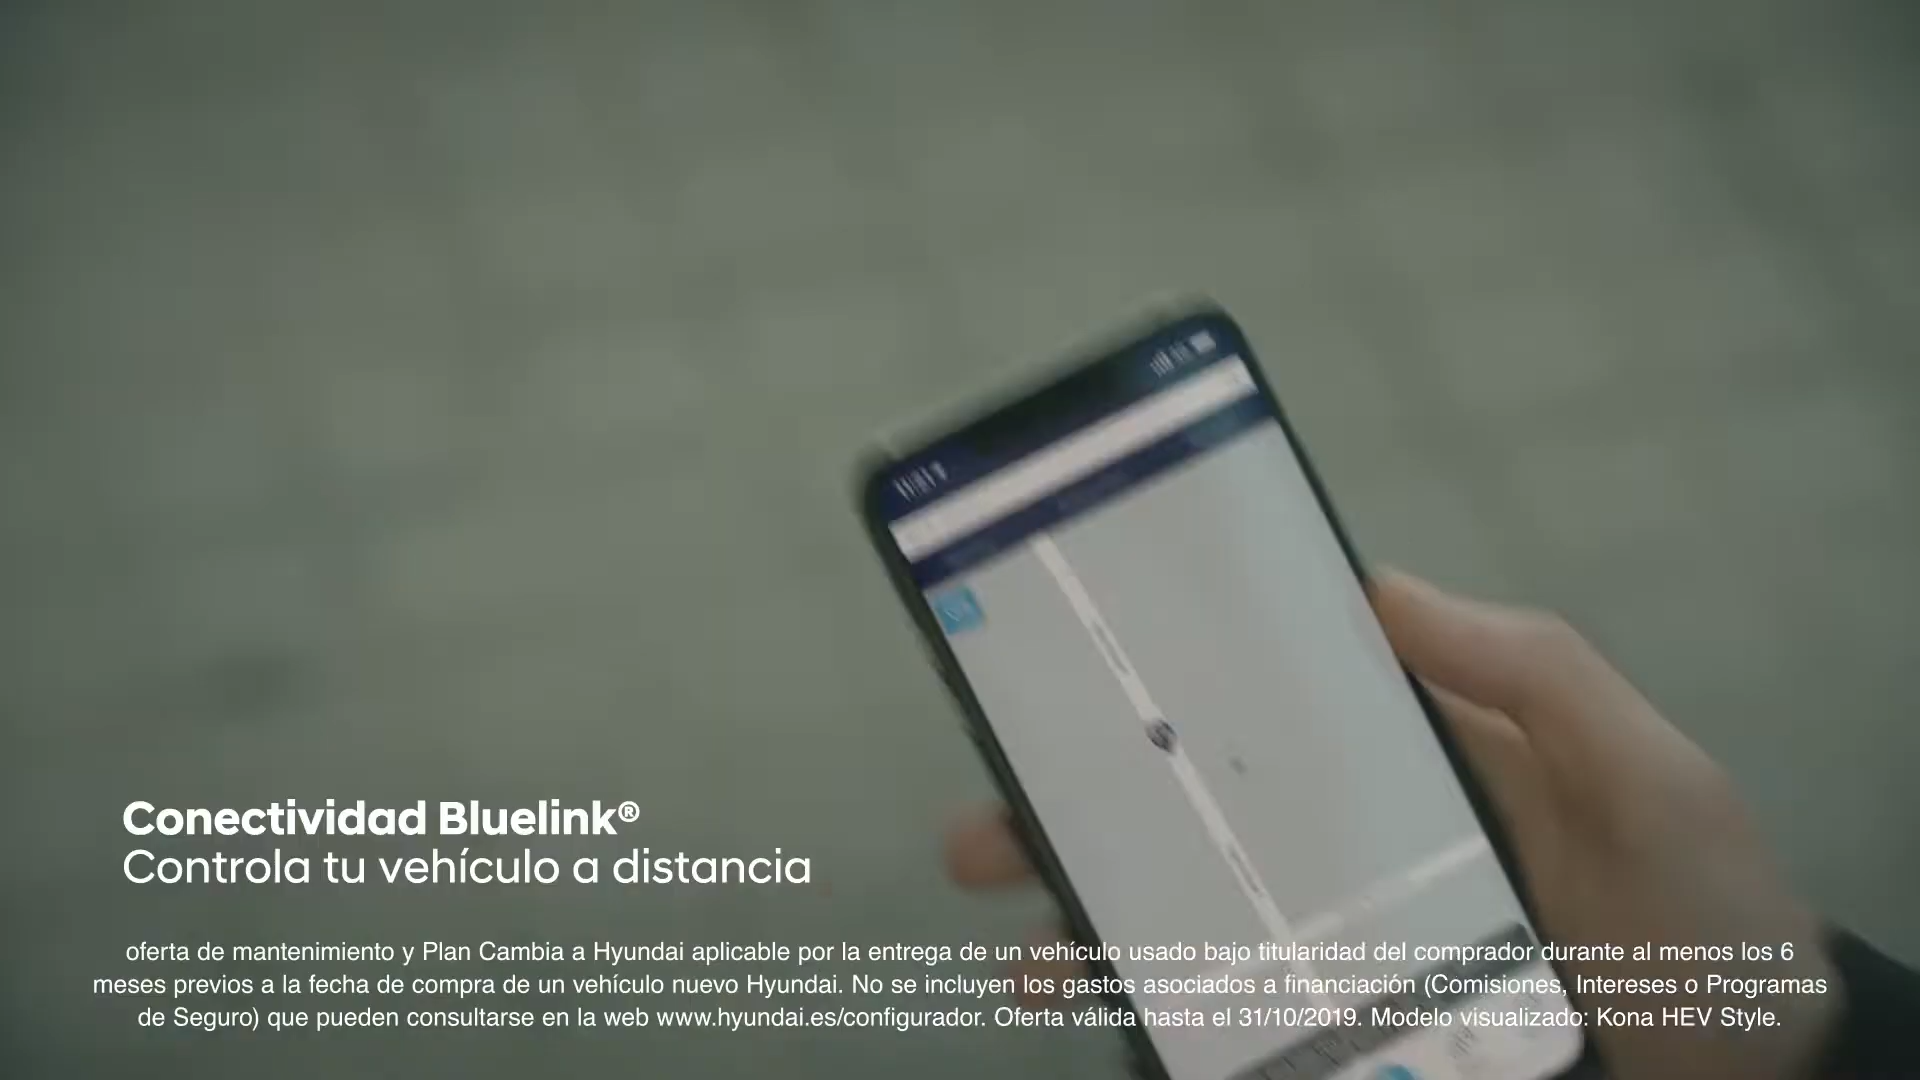 Conectividad Bluelink®
Controla tu vehículo a distancia
oferta de mantenimiento y Plan Cambia a Hyundai aplicable por la entrega de un vehículo usado bajo titularidad del comprador durante al menos los 6
meses previos a la fecha de compra de un vehículo nuevo Hyundai. No se incluyen los gastos asociados a financiación (Comisiones, Intereses o Programas
de Seguro) que pueden consultarse en la web www.hyundai.es/configurador. Oferta válida hasta el 31/10/2019. Modelo visualizado: Kona HEV Style.